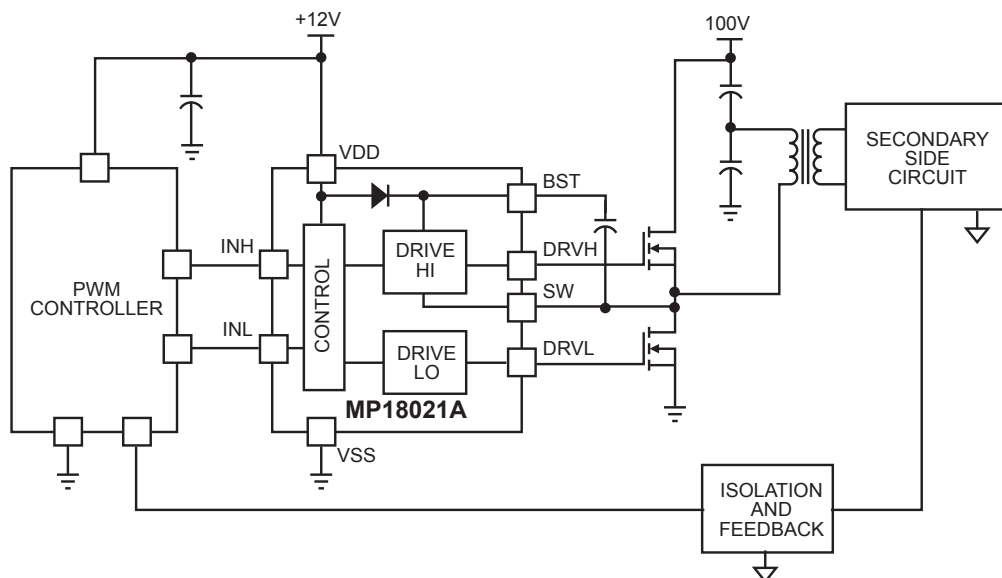 +12V
100V
VDD
SECONDARY
SIDE
CIRCUIT
BST
INH
DRIVE
HI
DRVH
PWM
CONTROLLER
CONTROL
SW
INL
DRIVE
LO
DRVL
MP18021A
VSS
ISOLATION
AND
FEEDBACK